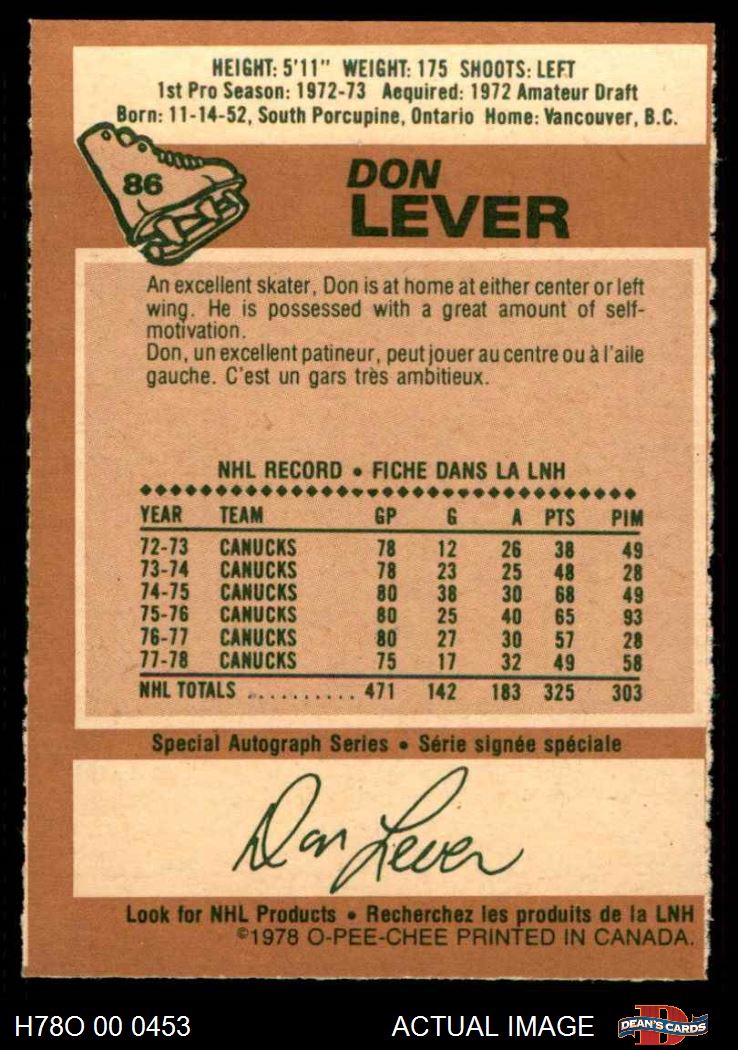 HEIGHT: 5'11" WEIGHT: 175 SHOOTS: LEFT
1st Pro Season: 1972-73 Aequired: 1972 Amateur Draft
Born: 11-14-52, South Porcupine, Ontario Home: Vancouver, B.C.
86
DON
LEVER
An excellent skater, Don is at home at either center or left
wing. He is possessed with a great amount of self-
motivation.
Don, un excellent patineur, peut jouer au centre ou à l'aile
gauche. C'est un gars très ambitieux.
NHL RECORD • FICHE DANS LA LNH
YEAR TEAM GP G A PTS PIM
72-73 CANUCKS 78 12 26 38 49
73-74 CANUCKS 78 23 25 48 28
74-75 CANUCKS 80 38 30 68 49
75-76 CANUCKS 80 25 40 65 93
76-77 CANUCKS 80 27 30 57 28
77-78 CANUCKS 75 17 32 49 58
NHL TOTALS .......... 471 142 183 325 303
Special Autograph Series • Série signée spéciale
Don Lever
Look for NHL Products • Recherchez les produits de la LNH
©1978 O-PEE-CHEE PRINTED IN CANADA.
H78O 00 0453 ACTUAL IMAGE DEAN'S CARDS